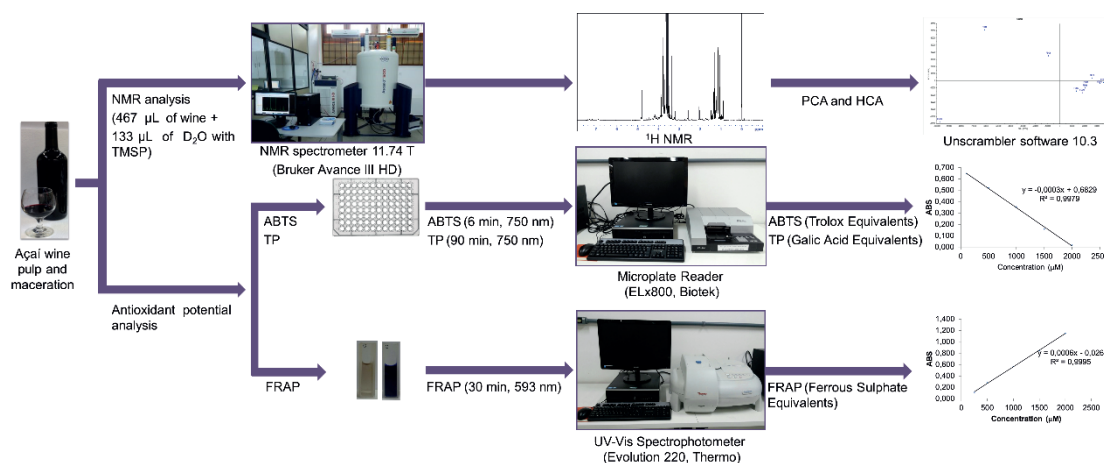 NMR analysis
(467 µL of wine +
133 µL of D₂O with
TMSP)
NMR spectrometer 11.74 T
(Bruker Avance III HD)
¹H NMR
PCA and HCA
Unscrambler software 10.3
Açaí wine
pulp and
maceration
Antioxidant potential
analysis
ABTS
TP
ABTS (6 min, 750 nm)
TP (90 min, 750 nm)
Microplate Reader
(ELx800, Biotek)
ABTS (Trolox Equivalents)
TP (Galic Acid Equivalents)
ABS
0,700
0,600
0,500
0,400
0,300
0,200
0,100
0,000
y = -0,0003x + 0,6829
R² = 0,9979
0 500 1000 1500 2000 2500
Concentration (µM)
FRAP
FRAP (30 min, 593 nm)
UV-Vis Spectrophotometer
(Evolution 220, Thermo)
FRAP (Ferrous Sulphate
Equivalents)
ABS
1,400
1,200
1,000
0,800
0,600
0,400
0,200
0,000
y = 0,0006x - 0,026
R² = 0,9995
0 500 1000 1500 2000 2500
Concentration (µM)